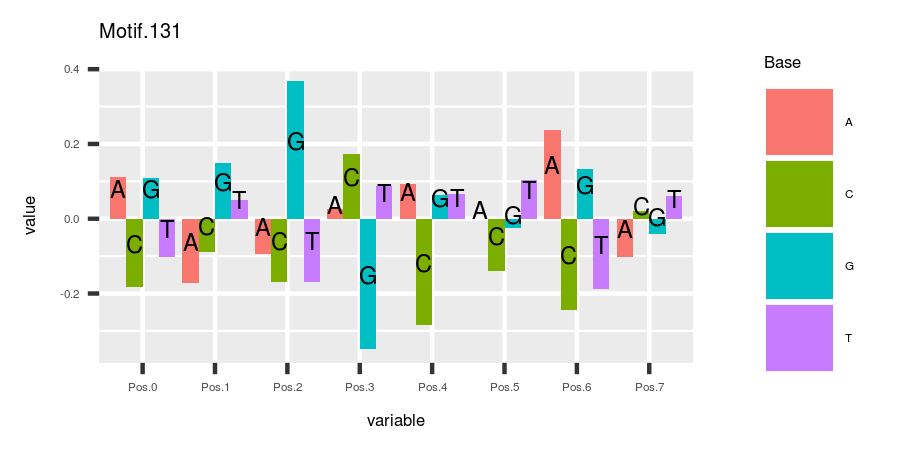 Motif.131
Base
A
C
G
T
value
0.4
0.2
0.0
-0.2
A C G T A C G T A C G T A C G T A C G T A C G T A C G T A C G T
Pos.0 Pos.1 Pos.2 Pos.3 Pos.4 Pos.5 Pos.6 Pos.7
variable